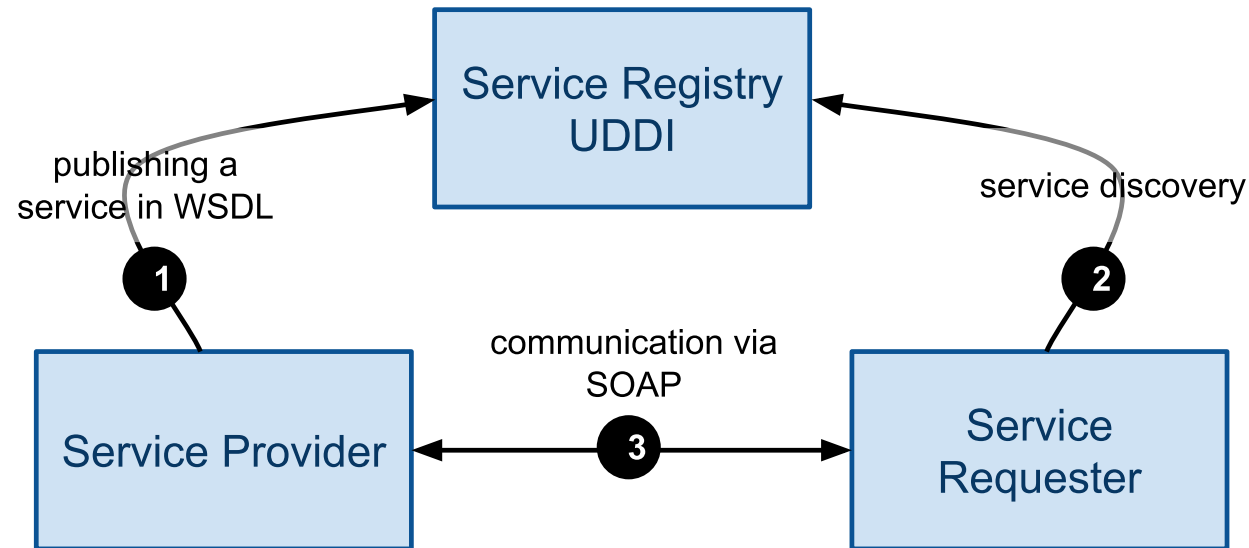 Service Registry
UDDI
publishing a
service in WSDL
service discovery
1
2
communication via
SOAP
3
Service Provider
Service
Requester